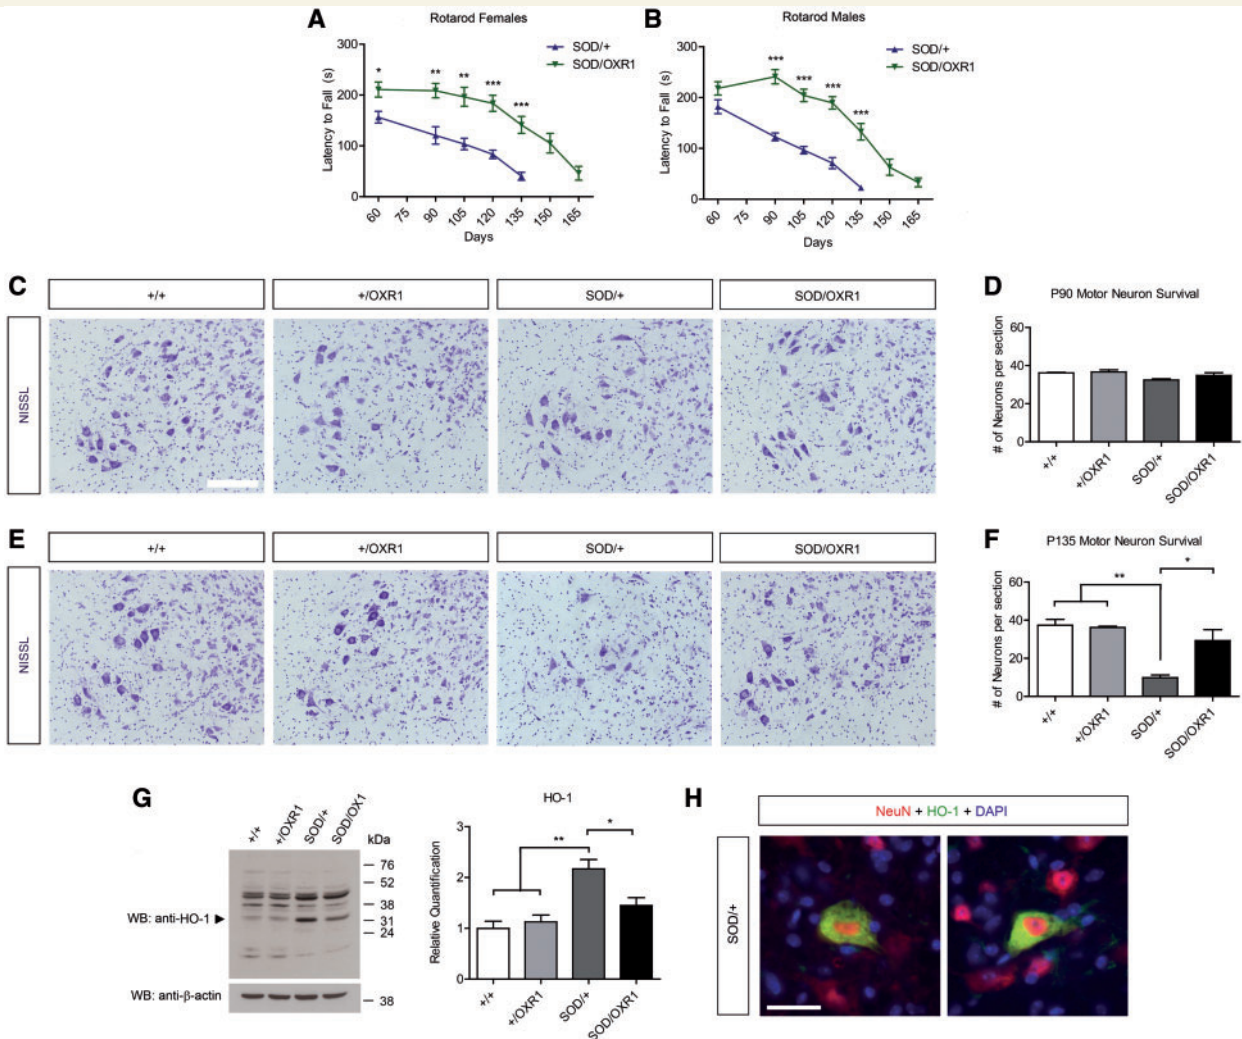 A
Rotarod Females
SOD/+
SOD/OXR1
Latency to Fall (s)
300
200
100
0
*
**
**
***
***
60
75
90
105
120
135
150
165
Days
B
Rotarod Males
SOD/+
SOD/OXR1
Latency to Fall (s)
300
200
100
0
***
***
***
***
60
75
90
105
120
135
150
165
Days
C
+/+
+/OXR1
SOD/+
SOD/OXR1
NISSL
D
P90 Motor Neuron Survival
# of Neurons per section
60
40
20
0
+/+
+/OXR1
SOD/+
SOD/OXR1
E
+/+
+/OXR1
SOD/+
SOD/OXR1
NISSL
F
P135 Motor Neuron Survival
# of Neurons per section
60
40
20
0
**
*
+/+
+/OXR1
SOD/+
SOD/OXR1
G
+/+
+/OXR1
SOD/+
SOD/OX1
kDa
76
52
38
31
24
WB: anti-HO-1
WB: anti-β-actin
38
HO-1
Relative Quantification
3
2
1
0
**
*
+/+
+/OXR1
SOD/+
SOD/OXR1
H
NeuN + HO-1 + DAPI
SOD/+